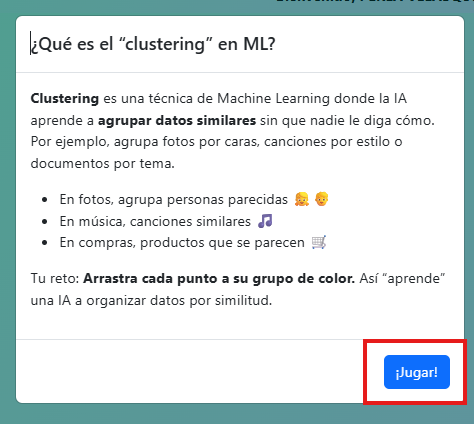 ¿Qué es el “clustering” en ML?
Clustering es una técnica de Machine Learning donde la IA
aprende a agrupar datos similares sin que nadie le diga cómo.
Por ejemplo, agrupa fotos por caras, canciones por estilo o
documentos por tema.
En fotos, agrupa personas parecidas 👧👦
En música, canciones similares 🎵
En compras, productos que se parecen 🛒
Tu reto: Arrastra cada punto a su grupo de color. Así “aprende”
una IA a organizar datos por similitud.
¡Jugar!